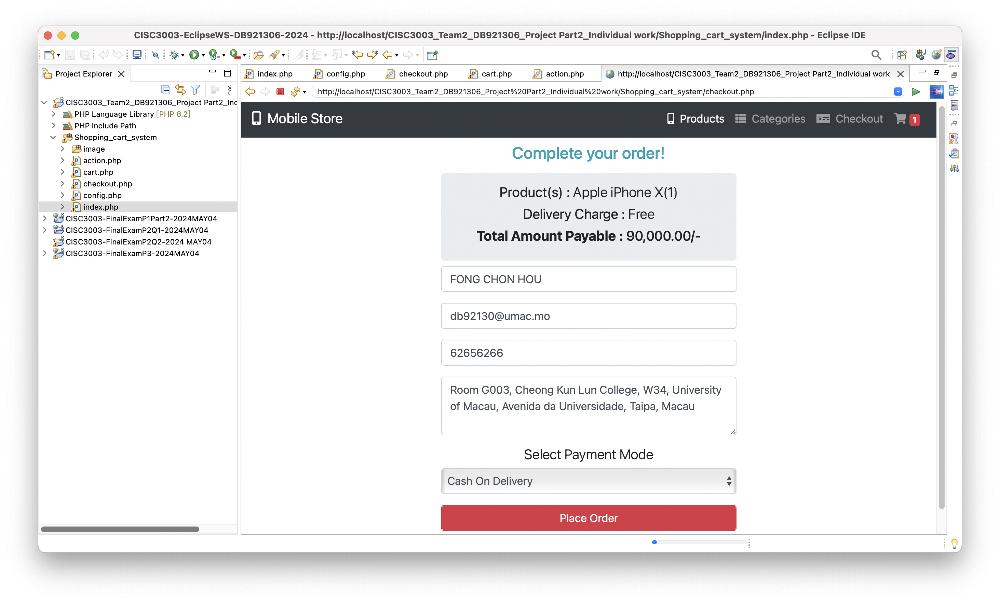 CISC3003-EclipseWS-DB921306-2024 - http://localhost/CISC3003_Team2_DB921306_Project Part2_Individual work/Shopping_cart_system/index.php - Eclipse IDE
Project Explorer
index.php
config.php
checkout.php
cart.php
action.php
http://localhost/CISC3003_Team2_DB921306_Project Part2_Individual work
http://localhost/CISC3003_Team2_DB921306_Project%20Part2_Individual%20work/Shopping_cart_system/checkout.php
CISC3003_Team2_DB921306_Project Part2_Inc
PHP Language Library [PHP 8.2]
PHP Include Path
Shopping_cart_system
image
action.php
cart.php
checkout.php
config.php
index.php
CISC3003-FinalExamP1Part2-2024MAY04
CISC3003-FinalExamP2Q1-2024MAY04
CISC3003-FinalExamP2Q2-2024 MAY04
CISC3003-FinalExamP3-2024MAY04
Mobile Store
Products
Categories
Checkout
1
Complete your order!
Product(s) : Apple iPhone X(1)
Delivery Charge : Free
Total Amount Payable : 90,000.00/-
FONG CHON HOU
db92130@umac.mo
62656266
Room G003, Cheong Kun Lun College, W34, University
of Macau, Avenida da Universidade, Taipa, Macau
Select Payment Mode
Cash On Delivery
Place Order